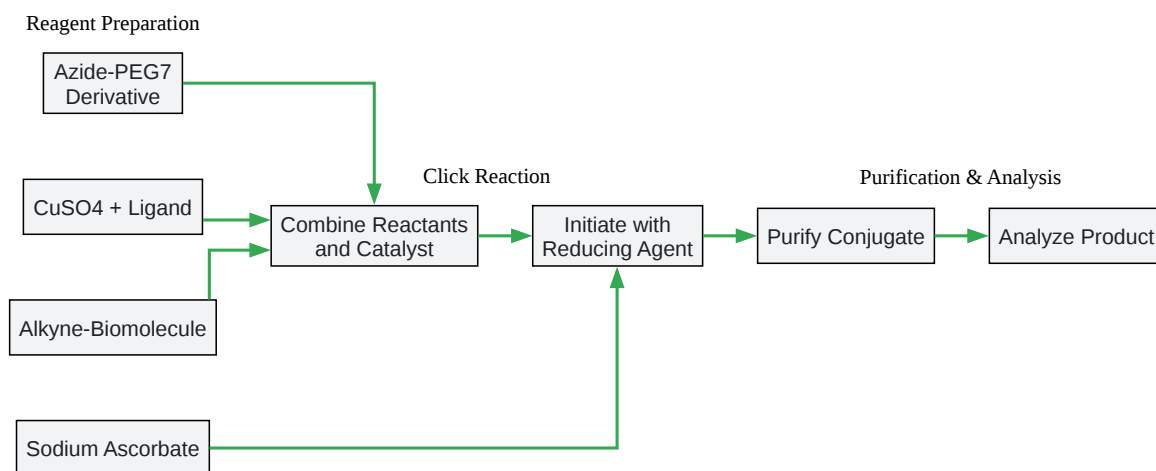 Reagent Preparation
Azide-PEG7
Derivative
Click Reaction
Purification & Analysis
CuSO4 + Ligand
Combine Reactants
and Catalyst
Initiate with
Reducing Agent
Purify Conjugate
Analyze Product
Alkyne-Biomolecule
Sodium Ascorbate